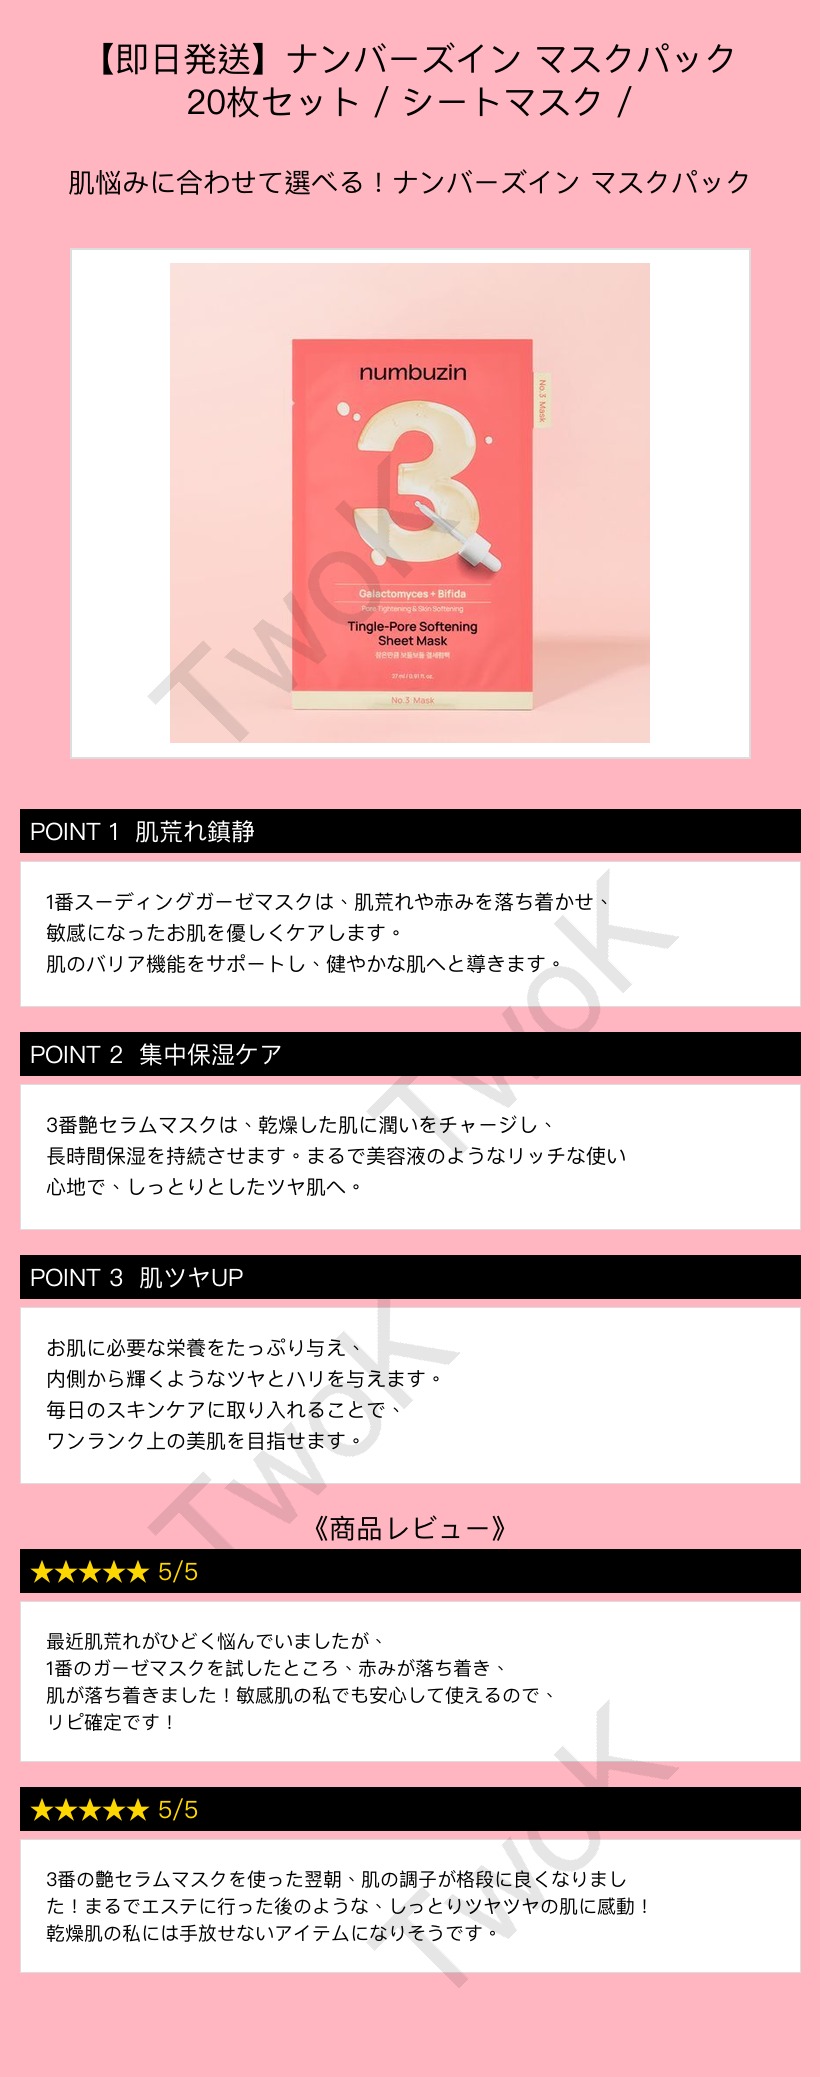 【即日発送】ナンバーズイン マスクパック
20枚セット / シートマスク /
肌悩みに合わせて選べる！ナンバーズイン マスクパック
numbuzin
No.3 Mask
3
Galactomyces + Bifida
Pore Tightening & Skin Softening
Tingle-Pore Softening
Sheet Mask
27 ml / 0.91 fl. oz.
No.3 Mask
TwoK
POINT 1 肌荒れ鎮静
1番スーディングガーゼマスクは、肌荒れや赤みを落ち着かせ、
敏感になったお肌を優しくケアします。
肌のバリア機能をサポートし、健やかな肌へと導きます。
TwoK
POINT 2 集中保湿ケア
3番艶セラムマスクは、乾燥した肌に潤いをチャージし、
長時間保湿を持続させます。まるで美容液のようなリッチな使い
心地で、しっとりとしたツヤ肌へ。
POINT 3 肌ツヤUP
お肌に必要な栄養をたっぷり与え、
内側から輝くようなツヤとハリを与えます。
毎日のスキンケアに取り入れることで、
ワンランク上の美肌を目指せます。
TwoK
《商品レビュー》
★★★★★ 5/5
最近肌荒れがひどく悩んでいましたが、
1番のガーゼマスクを試したところ、赤みが落ち着き、
肌が落ち着きました！敏感肌の私でも安心して使えるので、
リピ確定です！
★★★★★ 5/5
3番の艶セラムマスクを使った翌朝、肌の調子が格段に良くなりまし
た！まるでエステに行った後のような、しっとりツヤツヤの肌に感動！
乾燥肌の私には手放せないアイテムになりそうです。
TwoK